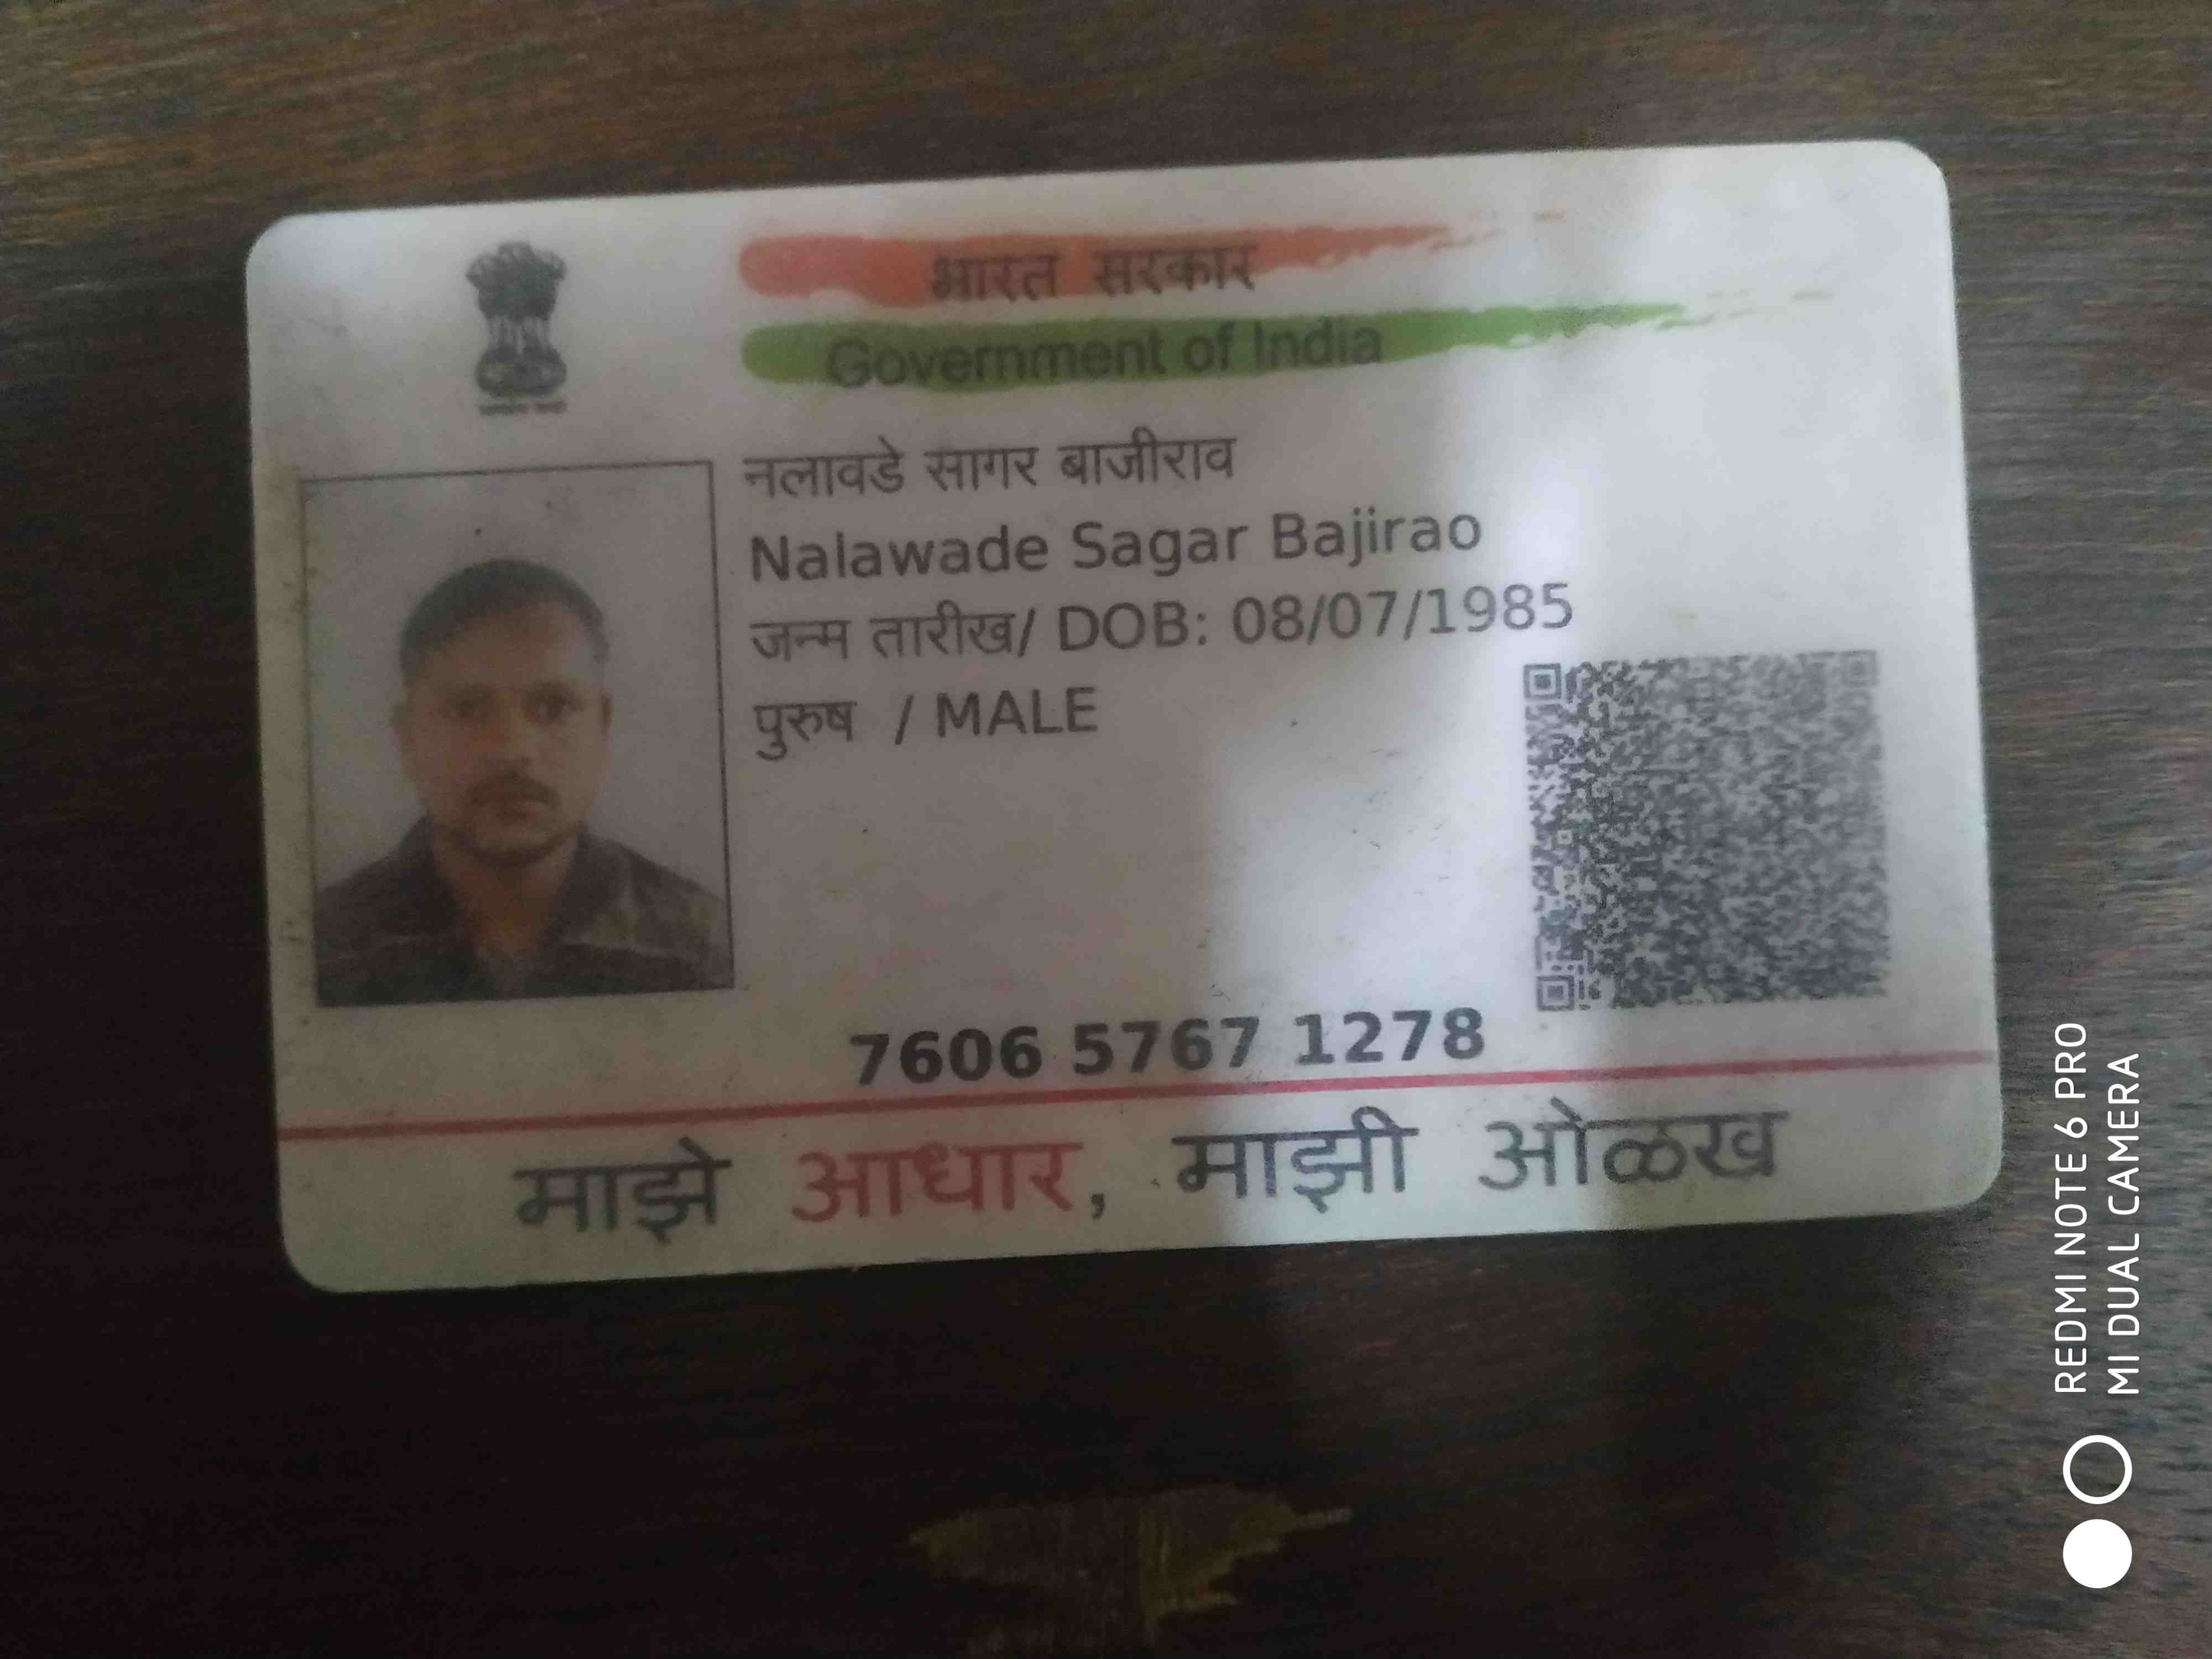 भारत सरकार
Government of India
नलावडे सागर बाजीराव
Nalawade Sagar Bajirao
जन्म तारीख/ DOB: 08/07/1985
पुरुष / MALE
7606 5767 1278
माझे आधार, माझी ओळख
REDMI NOTE 6 PRO
MI DUAL CAMERA